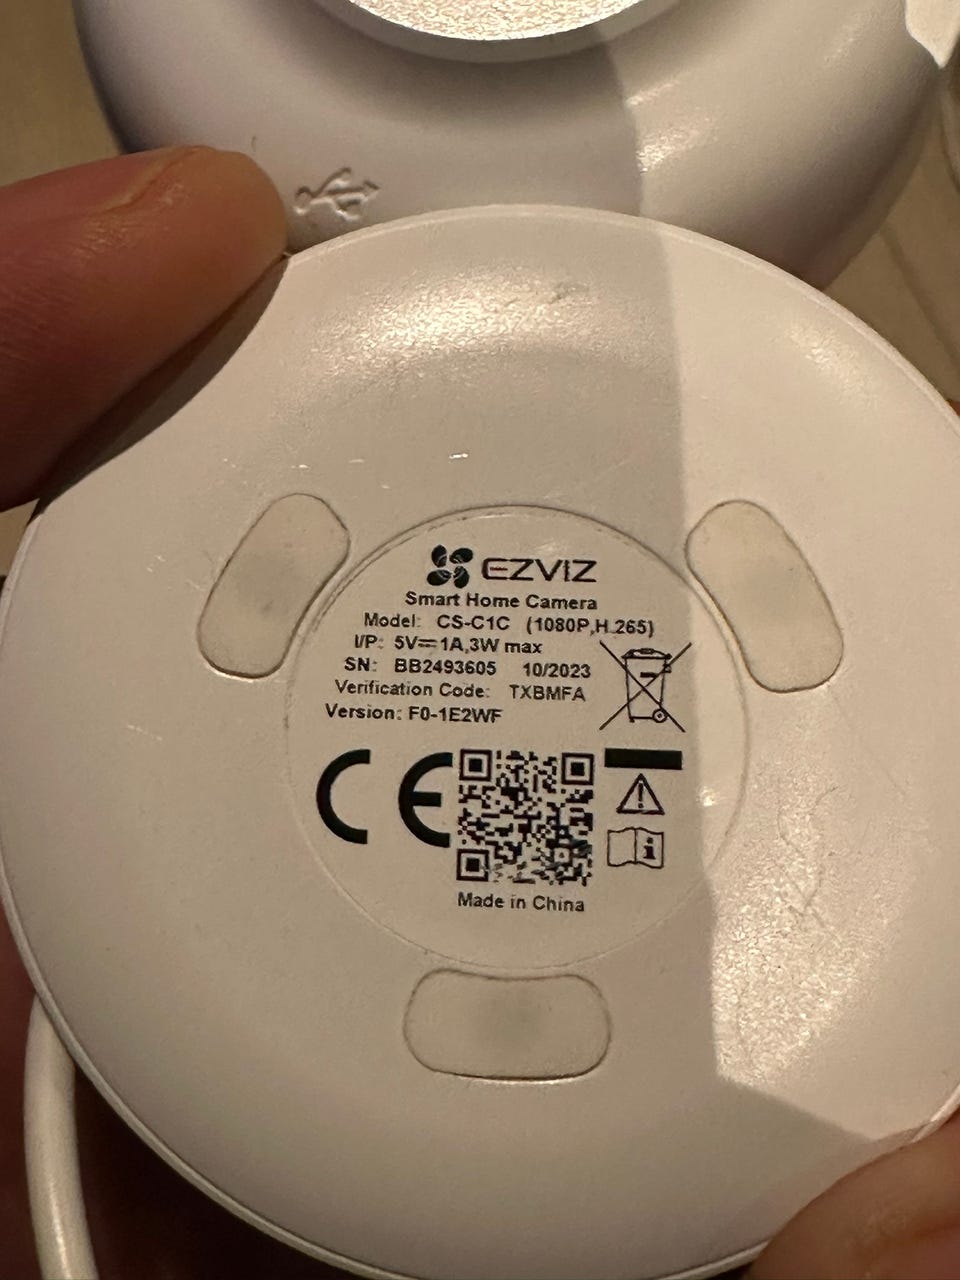 EZVIZ
Smart Home Camera
Model: CS-C1C (1080P,H.265)
I/P: 5V⎓1A,3W max
SN: BB2493605 10/2023
Verification Code: TXBMFA
Version: F0-1E2WF
CE
Made in China